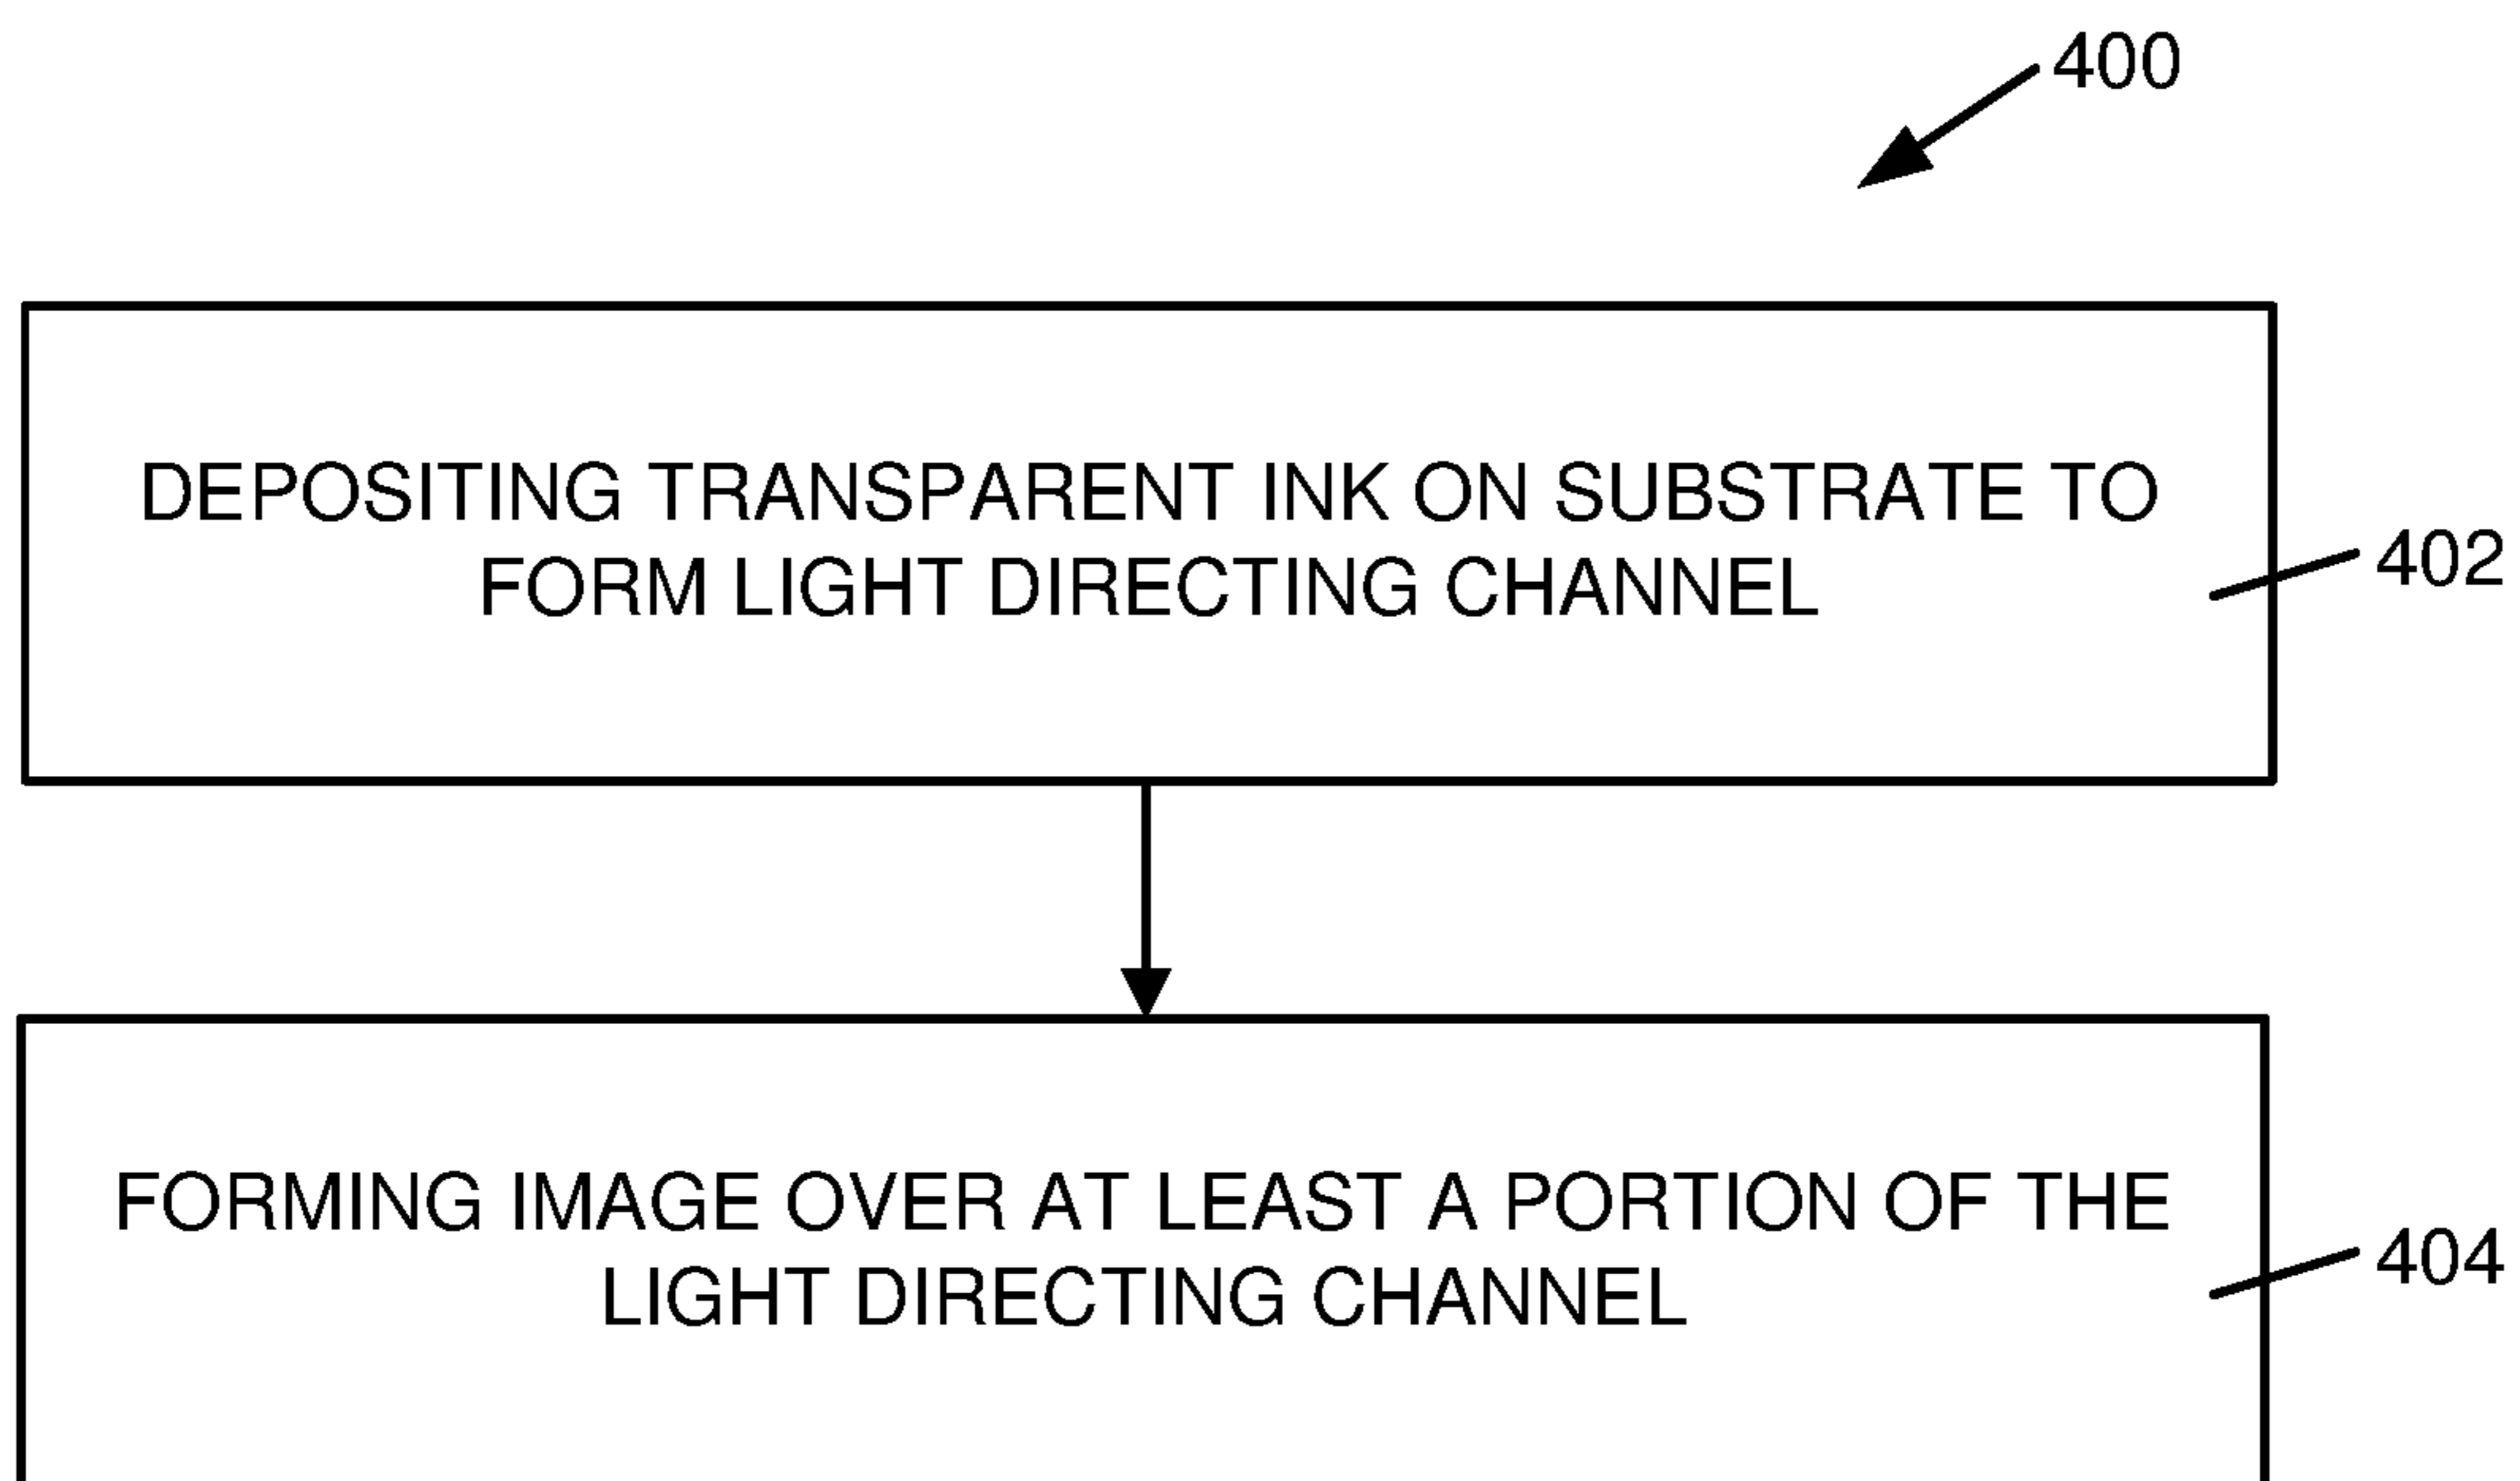 400
DEPOSITING TRANSPARENT INK ON SUBSTRATE TO
FORM LIGHT DIRECTING CHANNEL
402
FORMING IMAGE OVER AT LEAST A PORTION OF THE
LIGHT DIRECTING CHANNEL
404